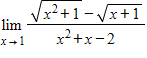 lim x→1 (√(x²+1) − √(x+1)) / (x²+x−2)